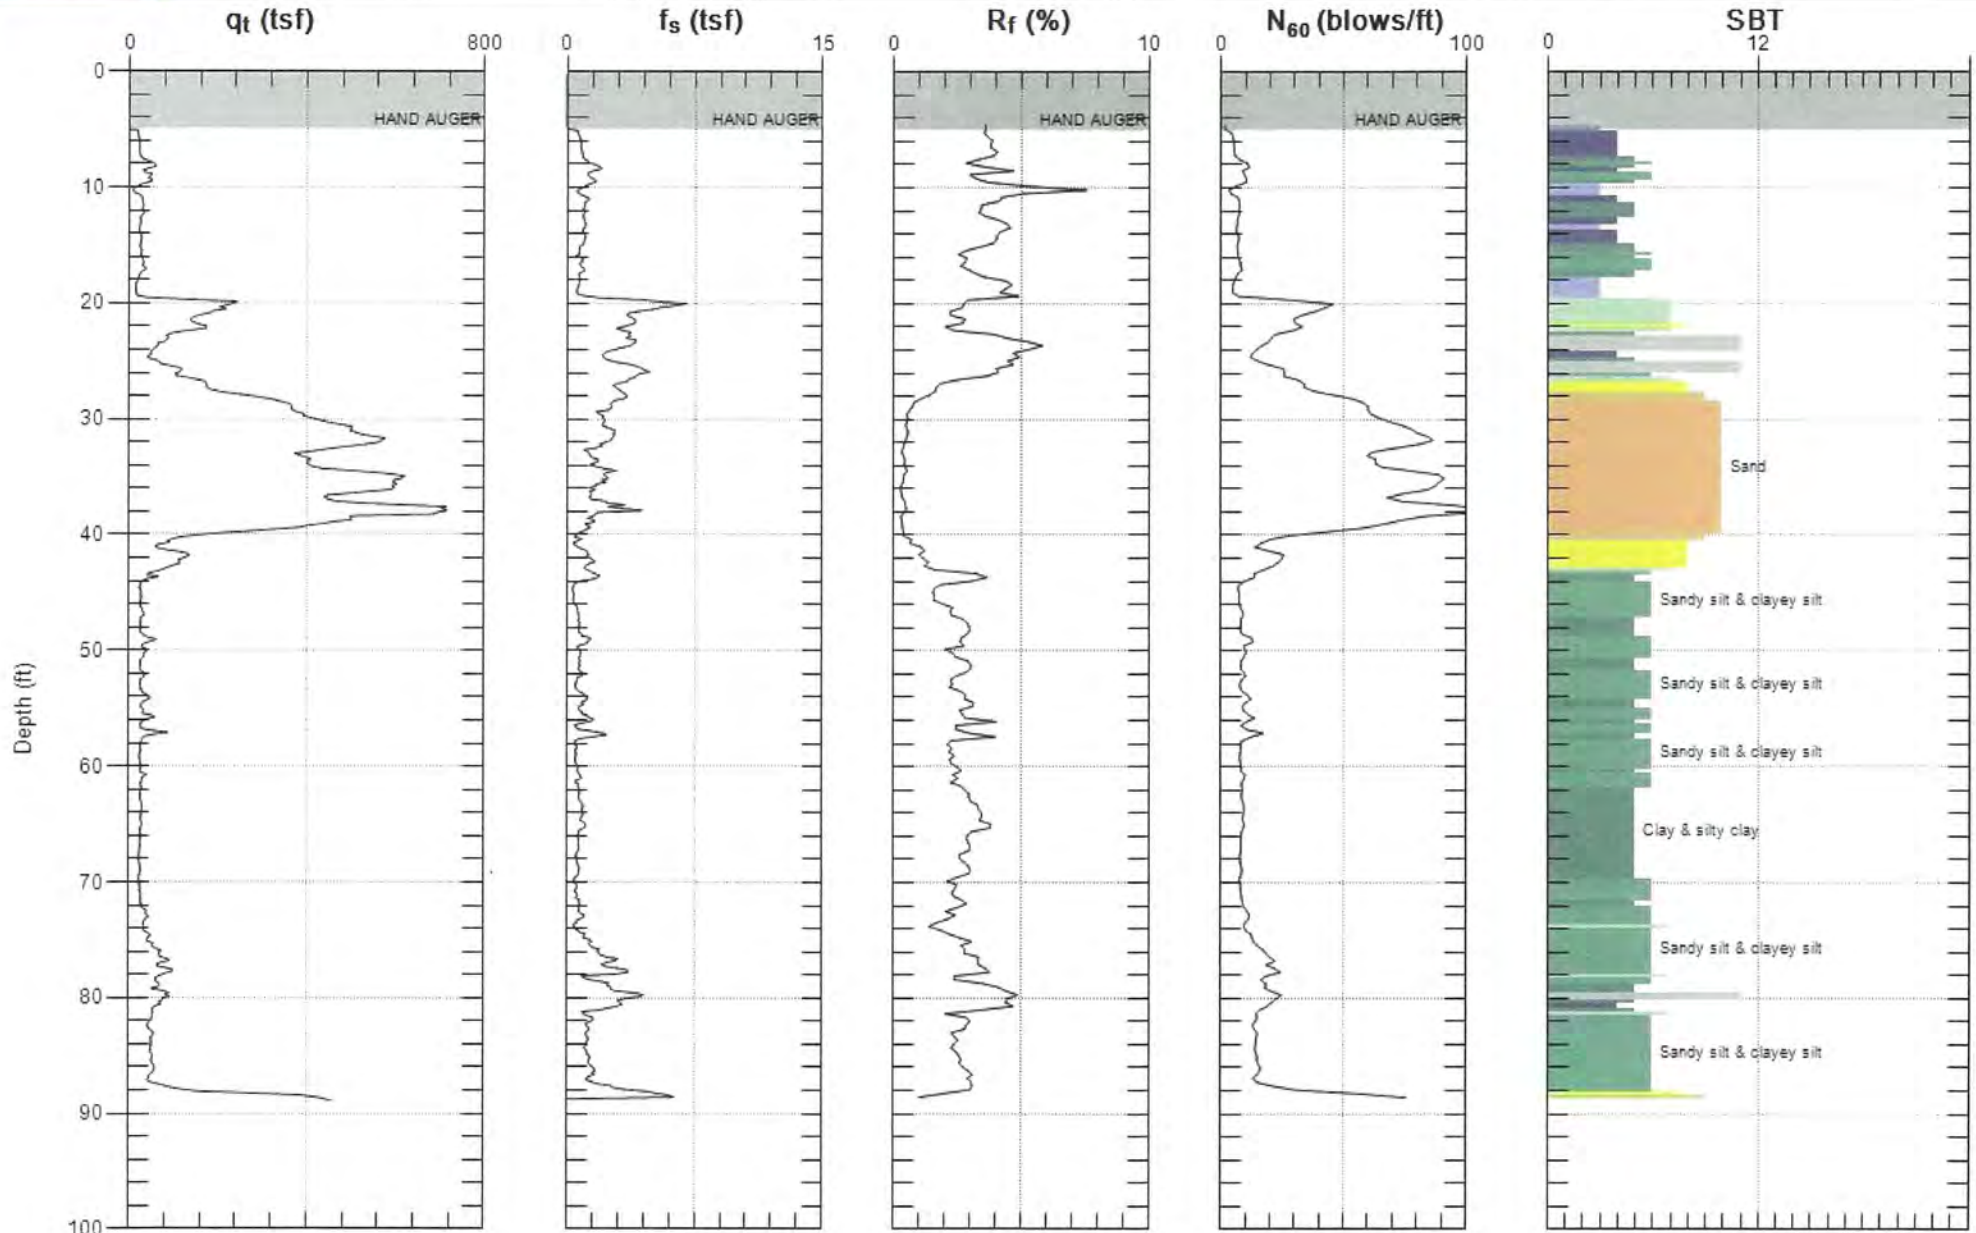 qt (tsf) fs (tsf) Rf (%) N60 (blows/ft) SBT
0 800 0 15 0 10 0 100 0 12
0
HAND AUGER HAND AUGER HAND AUGER HAND AUGER
10
20
30
Sand
40
Sandy silt & clayey silt
50
Sandy silt & clayey silt
Depth (ft)
Sandy silt & clayey silt
60
Clay & silty clay
70
Sandy silt & clayey silt
80
Sandy silt & clayey silt
90
100